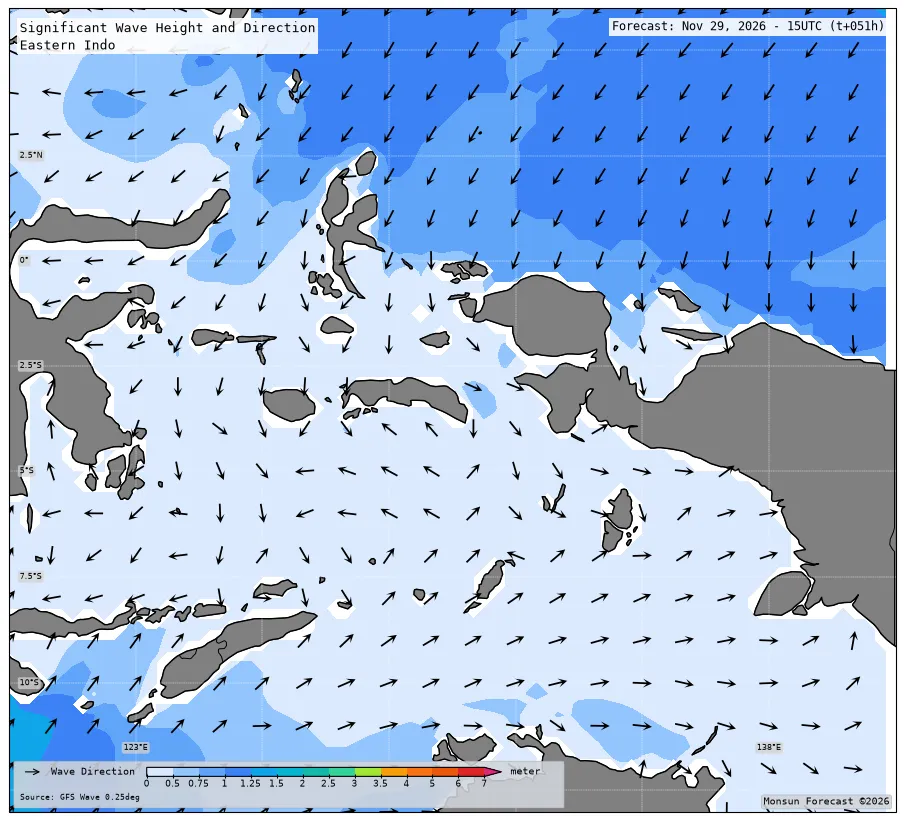 Significant Wave Height and Direction
Eastern Indo
Forecast: Nov 29, 2026 - 15UTC (t+051h)
2.5°N
0°
2.5°S
5°S
7.5°S
10°S
123°E
138°E
Wave Direction
meter
0 0.5 0.75 1 1.25 1.5 2 2.5 3 3.5 4 5 6 7
Source: GFS Wave 0.25deg
Monsun Forecast ©2026